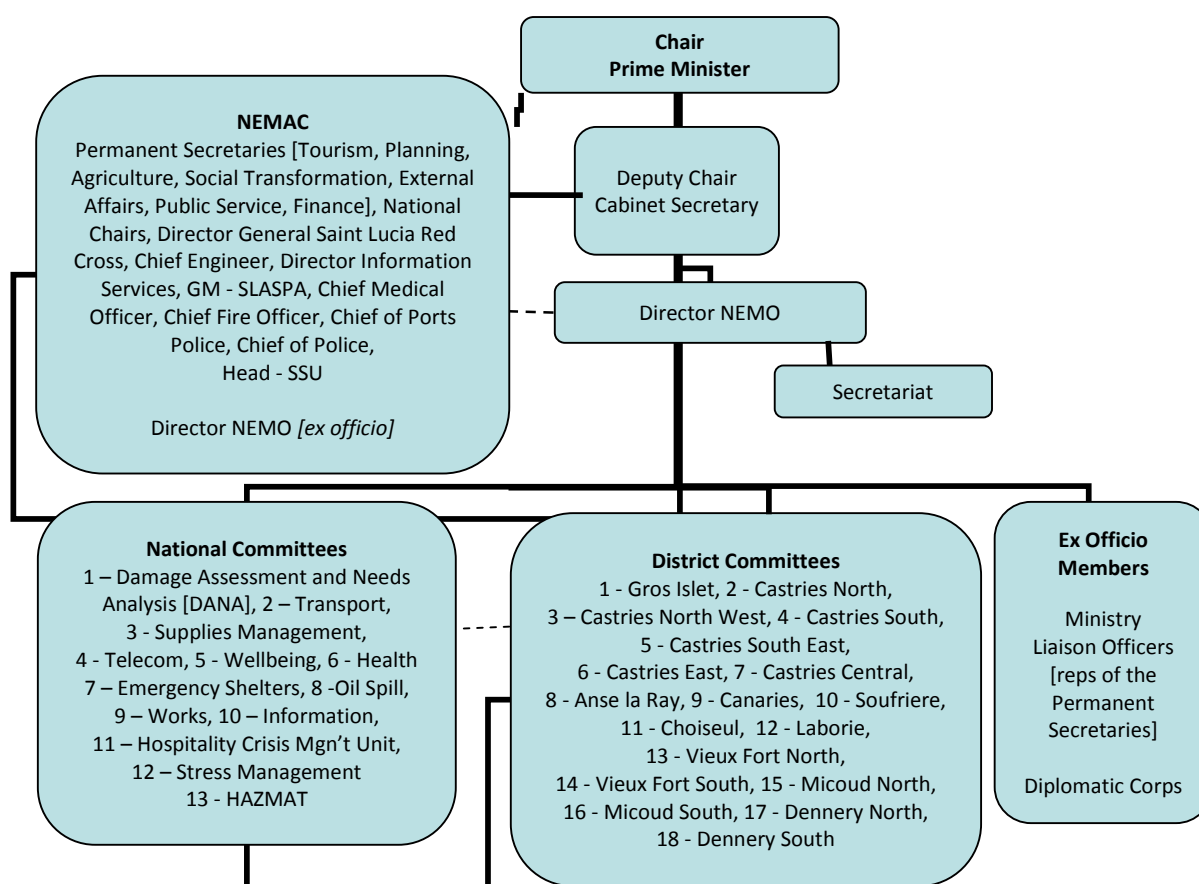 Chair
Prime Minister
NEMAC
Permanent Secretaries [Tourism, Planning,
Agriculture, Social Transformation, External
Affairs, Public Service, Finance], National
Chairs, Director General Saint Lucia Red
Cross, Chief Engineer, Director Information
Services, GM - SLASPA, Chief Medical
Officer, Chief Fire Officer, Chief of Ports
Police, Chief of Police,
Head - SSU
Director NEMO [ex officio]
Deputy Chair
Cabinet Secretary
Director NEMO
Secretariat
National Committees
1 – Damage Assessment and Needs
Analysis [DANA], 2 – Transport,
3 - Supplies Management,
4 - Telecom, 5 - Wellbeing, 6 - Health
7 – Emergency Shelters, 8 -Oil Spill,
9 – Works, 10 – Information,
11 – Hospitality Crisis Mgn’t Unit,
12 – Stress Management
13 - HAZMAT
District Committees
1 - Gros Islet, 2 - Castries North,
3 – Castries North West, 4 - Castries South,
5 - Castries South East,
6 - Castries East, 7 - Castries Central,
8 - Anse la Ray, 9 - Canaries, 10 - Soufriere,
11 - Choiseul, 12 - Laborie,
13 - Vieux Fort North,
14 - Vieux Fort South, 15 - Micoud North,
16 - Micoud South, 17 - Dennery North,
18 - Dennery South
Ex Officio
Members
Ministry
Liaison Officers
[reps of the
Permanent
Secretaries]
Diplomatic Corps